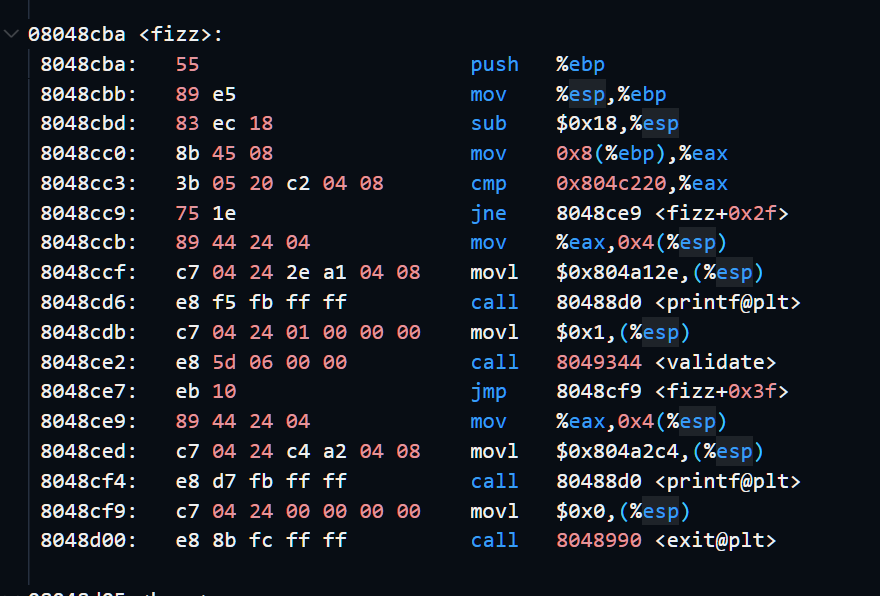 08048cba <fizz>:
8048cba: 55 push %ebp
8048cbb: 89 e5 mov %esp,%ebp
8048cbd: 83 ec 18 sub $0x18,%esp
8048cc0: 8b 45 08 mov 0x8(%ebp),%eax
8048cc3: 3b 05 20 c2 04 08 cmp 0x804c220,%eax
8048cc9: 75 1e jne 8048ce9 <fizz+0x2f>
8048ccb: 89 44 24 04 mov %eax,0x4(%esp)
8048ccf: c7 04 24 2e a1 04 08 movl $0x804a12e,(%esp)
8048cd6: e8 f5 fb ff ff call 80488d0 <printf@plt>
8048cdb: c7 04 24 01 00 00 00 movl $0x1,(%esp)
8048ce2: e8 5d 06 00 00 call 8049344 <validate>
8048ce7: eb 10 jmp 8048cf9 <fizz+0x3f>
8048ce9: 89 44 24 04 mov %eax,0x4(%esp)
8048ced: c7 04 24 c4 a2 04 08 movl $0x804a2c4,(%esp)
8048cf4: e8 d7 fb ff ff call 80488d0 <printf@plt>
8048cf9: c7 04 24 00 00 00 00 movl $0x0,(%esp)
8048d00: e8 8b fc ff ff call 8048990 <exit@plt>